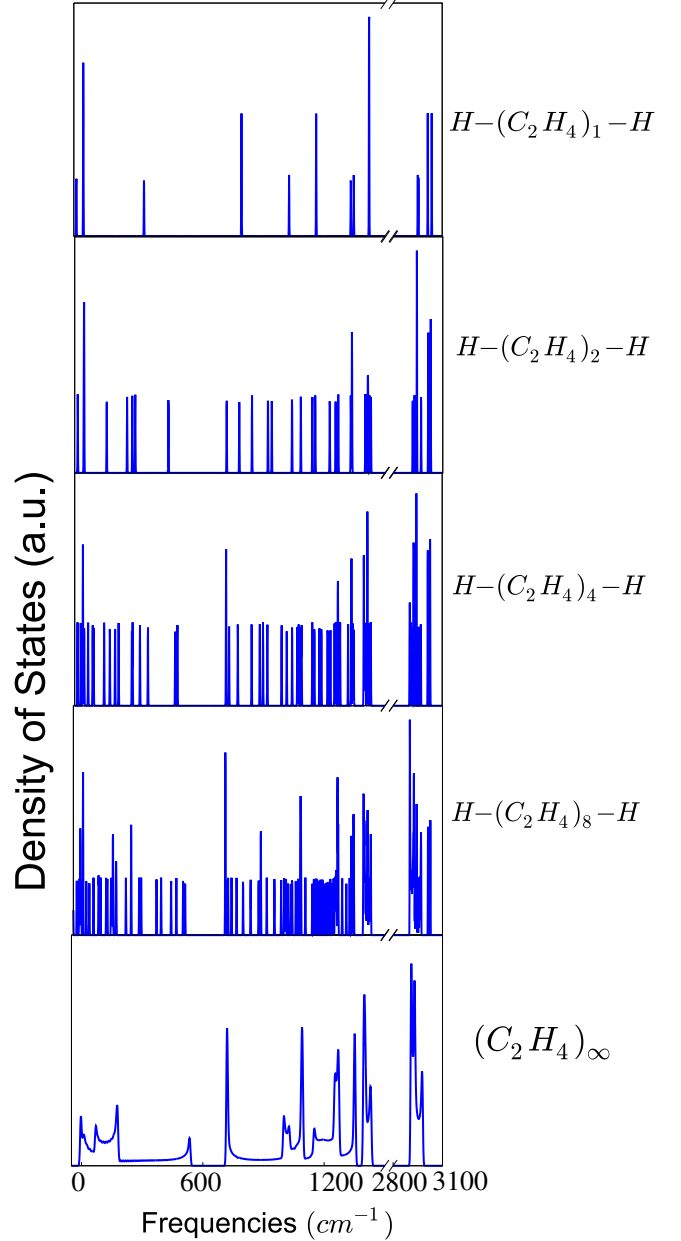 H−(C₂H₄)₁−H
H−(C₂H₄)₂−H
H−(C₂H₄)₄−H
H−(C₂H₄)₈−H
(C₂H₄)∞
Density of States (a.u.)
0 600 1200 2800 3100
Frequencies (cm⁻¹)